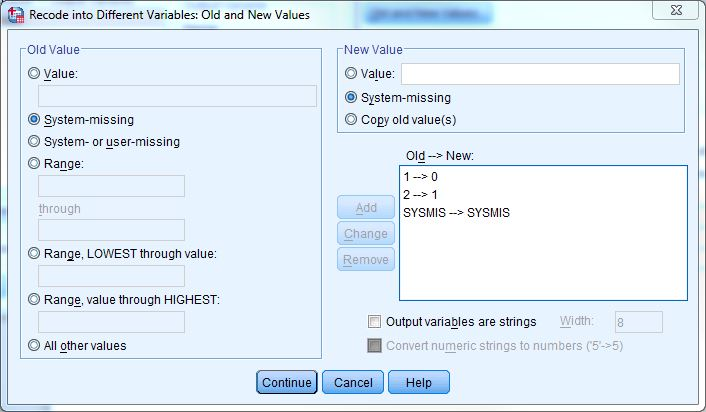 Recode into Different Variables: Old and New Values
Old Value
Value:
System-missing
System- or user-missing
Range:
through
Range, LOWEST through value:
Range, value through HIGHEST:
All other values
New Value
Value:
System-missing
Copy old value(s)
Old --> New:
1 --> 0
2 --> 1
SYSMIS --> SYSMIS
Add
Change
Remove
Output variables are strings
Width:
8
Convert numeric strings to numbers ('5'->5)
Continue
Cancel
Help